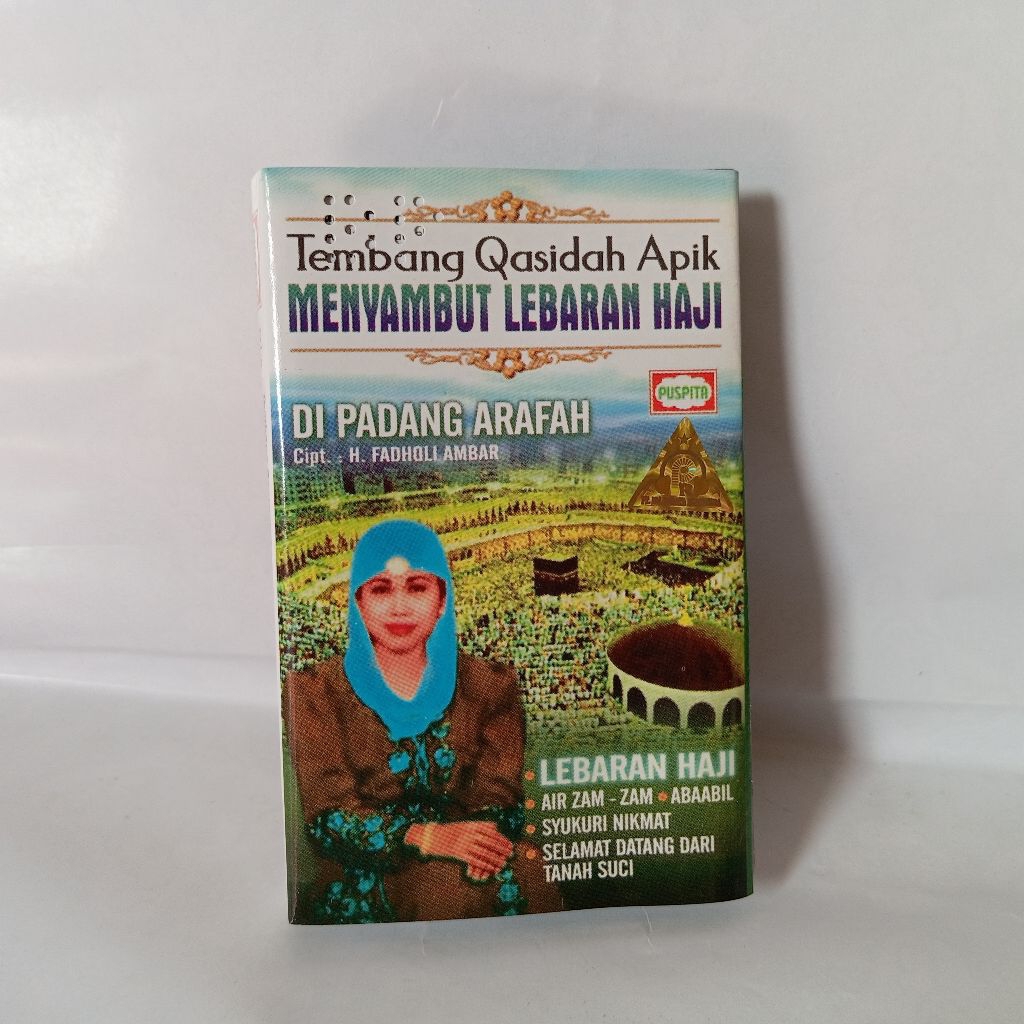 Tembang Qasidah Apik
MENYAMBUT LEBARAN HAJI
PUSPITA
DI PADANG ARAFAH
Cipt. : H. FADHOLI AMBAR
• LEBARAN HAJI
• AIR ZAM - ZAM • ABAABIL
• SYUKURI NIKMAT
• SELAMAT DATANG DARI
TANAH SUCI